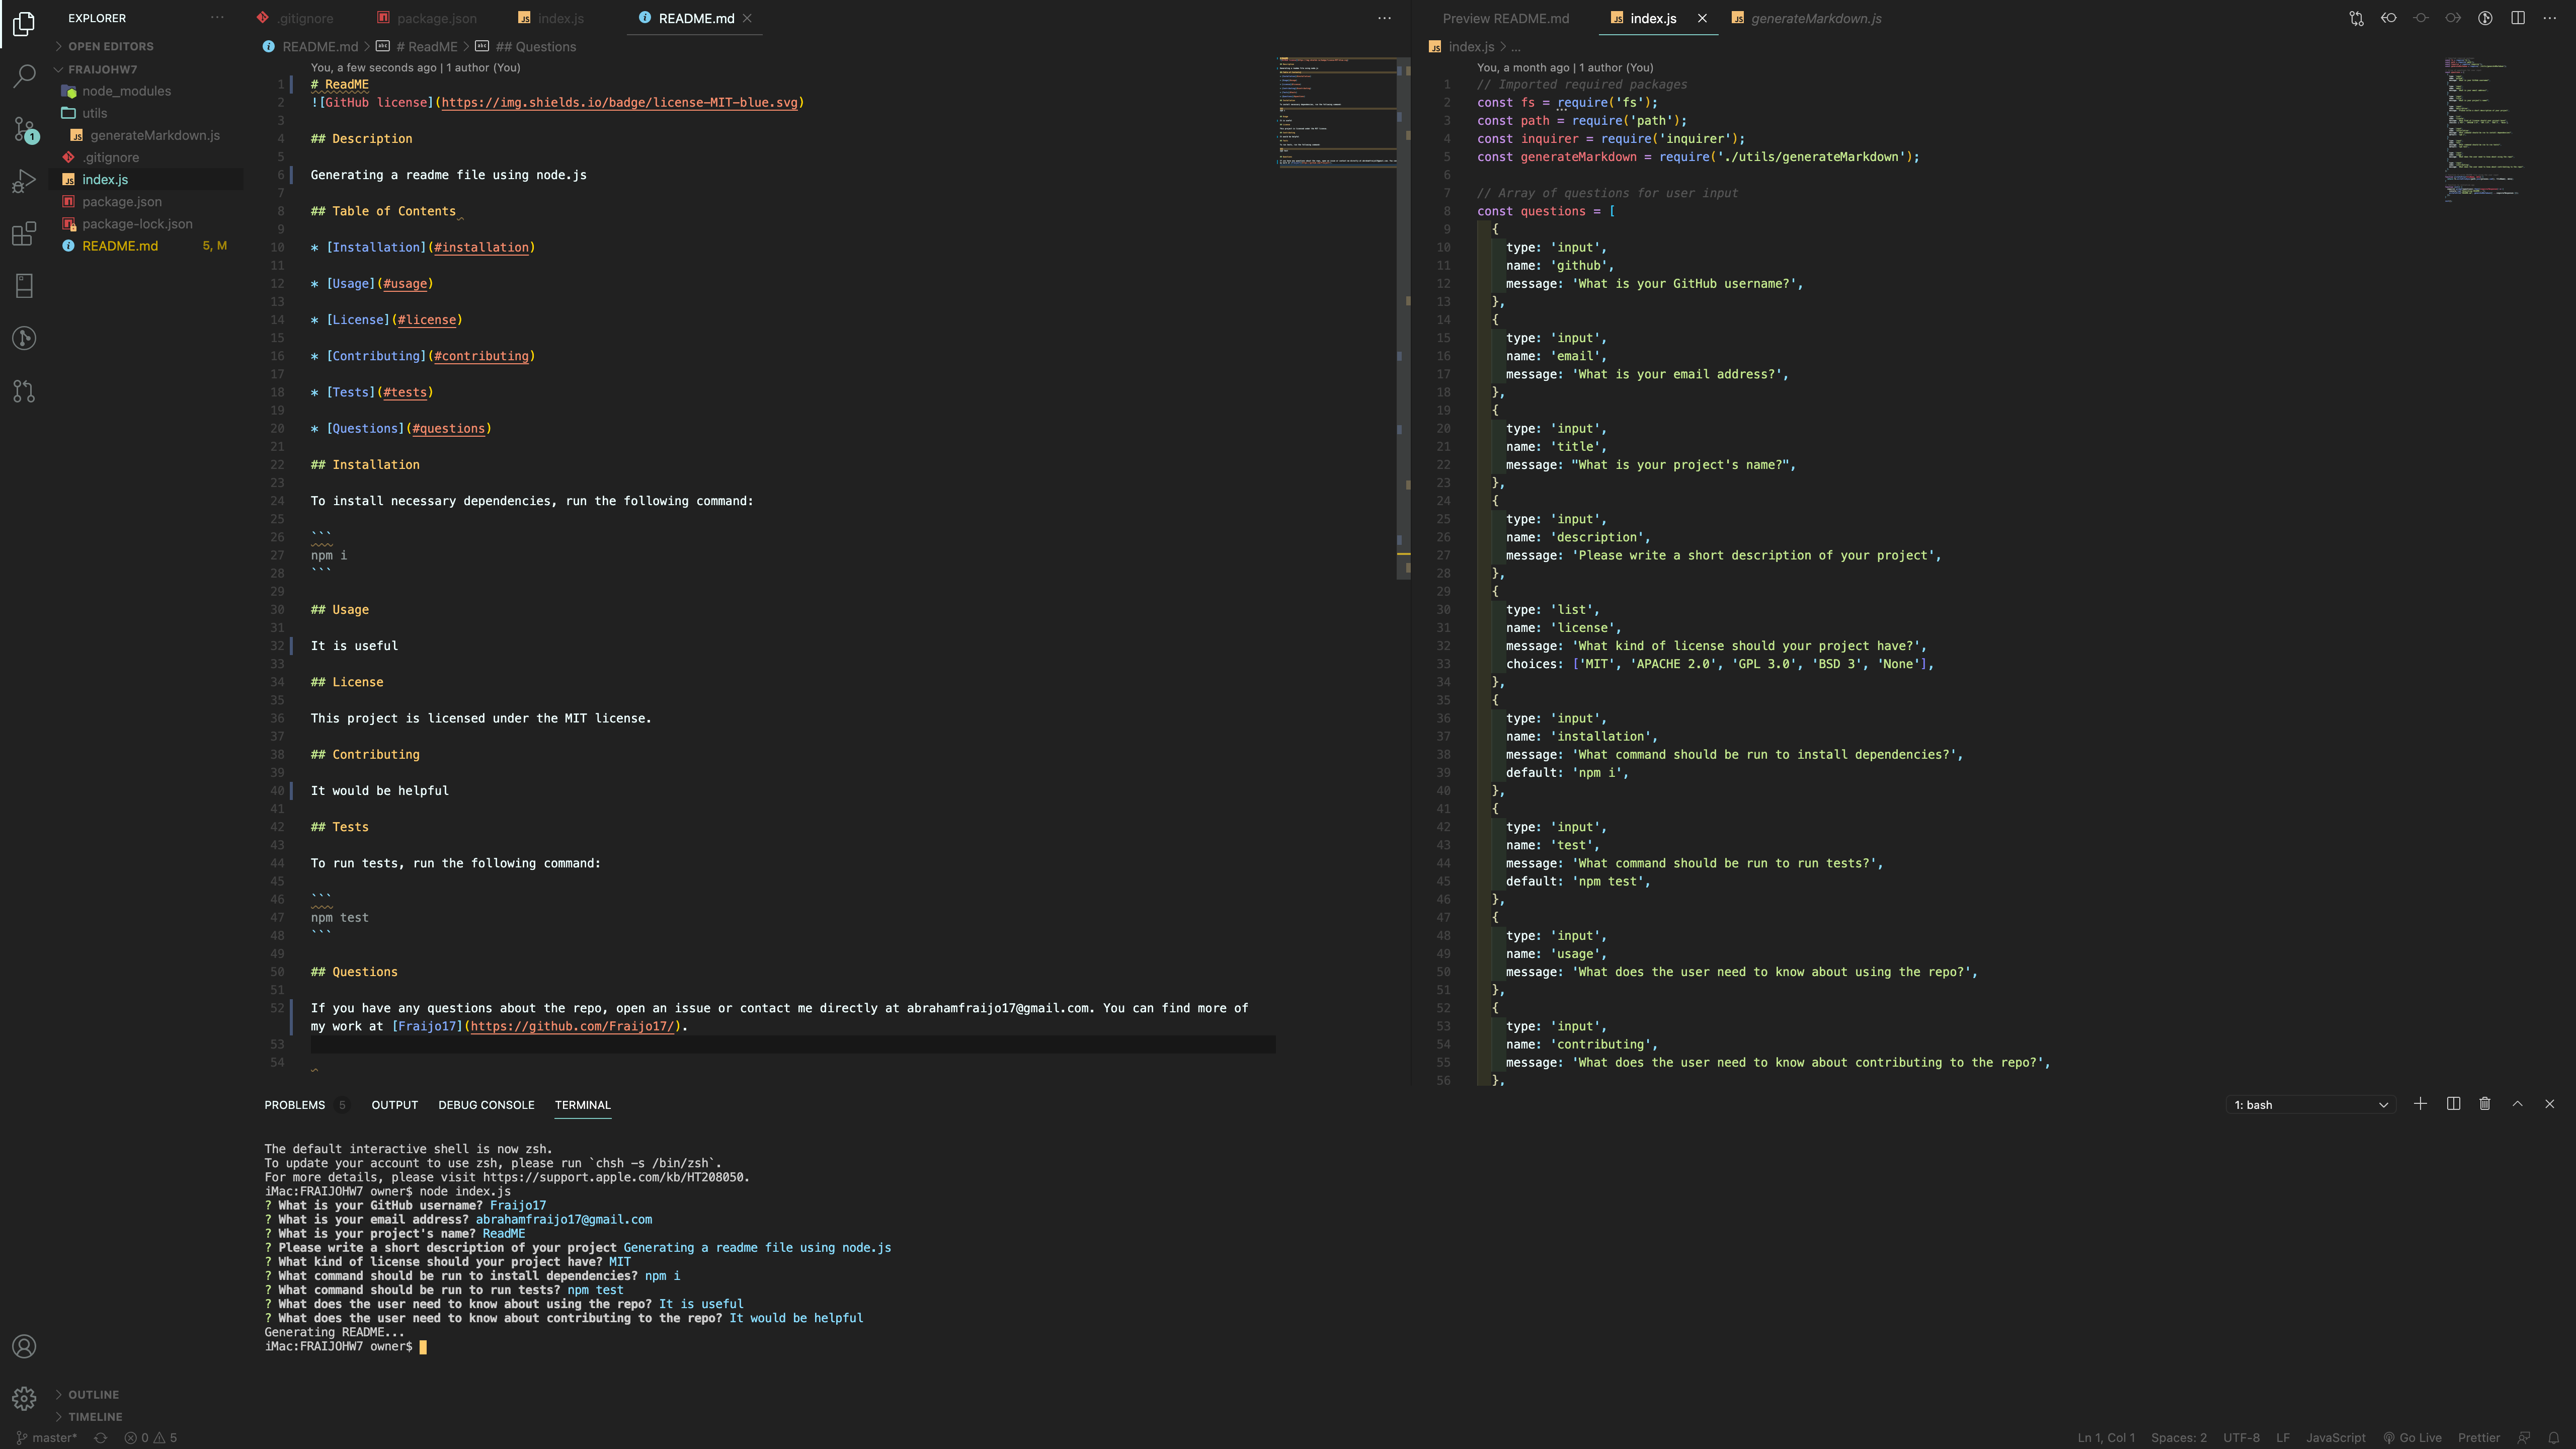 EXPLORER
OPEN EDITORS
FRAIJOHW7
node_modules
utils
generateMarkdown.js
.gitignore
index.js
package.json
package-lock.json
README.md 5, M
1
OUTLINE
TIMELINE
.gitignore package.json index.js README.md
README.md > # ReadME > ## Questions
You, a few seconds ago | 1 author (You)
1 # ReadME
2 ![GitHub license](https://img.shields.io/badge/license-MIT-blue.svg)
3
4 ## Description
5
6 Generating a readme file using node.js
7
8 ## Table of Contents
9
10 * [Installation](#installation)
11
12 * [Usage](#usage)
13
14 * [License](#license)
15
16 * [Contributing](#contributing)
17
18 * [Tests](#tests)
19
20 * [Questions](#questions)
21
22 ## Installation
23
24 To install necessary dependencies, run the following command:
25
26 ```
27 npm i
28 ```
29
30 ## Usage
31
32 It is useful
33
34 ## License
35
36 This project is licensed under the MIT license.
37
38 ## Contributing
39
40 It would be helpful
41
42 ## Tests
43
44 To run tests, run the following command:
45
46 ```
47 npm test
48 ```
49
50 ## Questions
51
52 If you have any questions about the repo, open an issue or contact me directly at abrahamfraijo17@gmail.com. You can find more of
my work at [Fraijo17](https://github.com/Fraijo17/).
53
54
Preview README.md index.js generateMarkdown.js
index.js > ...
You, a month ago | 1 author (You)
1 // Imported required packages
2 const fs = require('fs');
3 const path = require('path');
4 const inquirer = require('inquirer');
5 const generateMarkdown = require('./utils/generateMarkdown');
6
7 // Array of questions for user input
8 const questions = [
9 {
10 type: 'input',
11 name: 'github',
12 message: 'What is your GitHub username?',
13 },
14 {
15 type: 'input',
16 name: 'email',
17 message: 'What is your email address?',
18 },
19 {
20 type: 'input',
21 name: 'title',
22 message: "What is your project's name?",
23 },
24 {
25 type: 'input',
26 name: 'description',
27 message: 'Please write a short description of your project',
28 },
29 {
30 type: 'list',
31 name: 'license',
32 message: 'What kind of license should your project have?',
33 choices: ['MIT', 'APACHE 2.0', 'GPL 3.0', 'BSD 3', 'None'],
34 },
35 {
36 type: 'input',
37 name: 'installation',
38 message: 'What command should be run to install dependencies?',
39 default: 'npm i',
40 },
41 {
42 type: 'input',
43 name: 'test',
44 message: 'What command should be run to run tests?',
45 default: 'npm test',
46 },
47 {
48 type: 'input',
49 name: 'usage',
50 message: 'What does the user need to know about using the repo?',
51 },
52 {
53 type: 'input',
54 name: 'contributing',
55 message: 'What does the user need to know about contributing to the repo?',
56 },
PROBLEMS 5 OUTPUT DEBUG CONSOLE TERMINAL 1: bash
The default interactive shell is now zsh.
To update your account to use zsh, please run `chsh -s /bin/zsh`.
For more details, please visit https://support.apple.com/kb/HT208050.
iMac:FRAIJOHW7 owner$ node index.js
? What is your GitHub username? Fraijo17
? What is your email address? abrahamfraijo17@gmail.com
? What is your project's name? ReadME
? Please write a short description of your project Generating a readme file using node.js
? What kind of license should your project have? MIT
? What command should be run to install dependencies? npm i
? What command should be run to run tests? npm test
? What does the user need to know about using the repo? It is useful
? What does the user need to know about contributing to the repo? It would be helpful
Generating README...
iMac:FRAIJOHW7 owner$
master* 0 5 Ln 1, Col 1 Spaces: 2 UTF-8 LF JavaScript Go Live Prettier